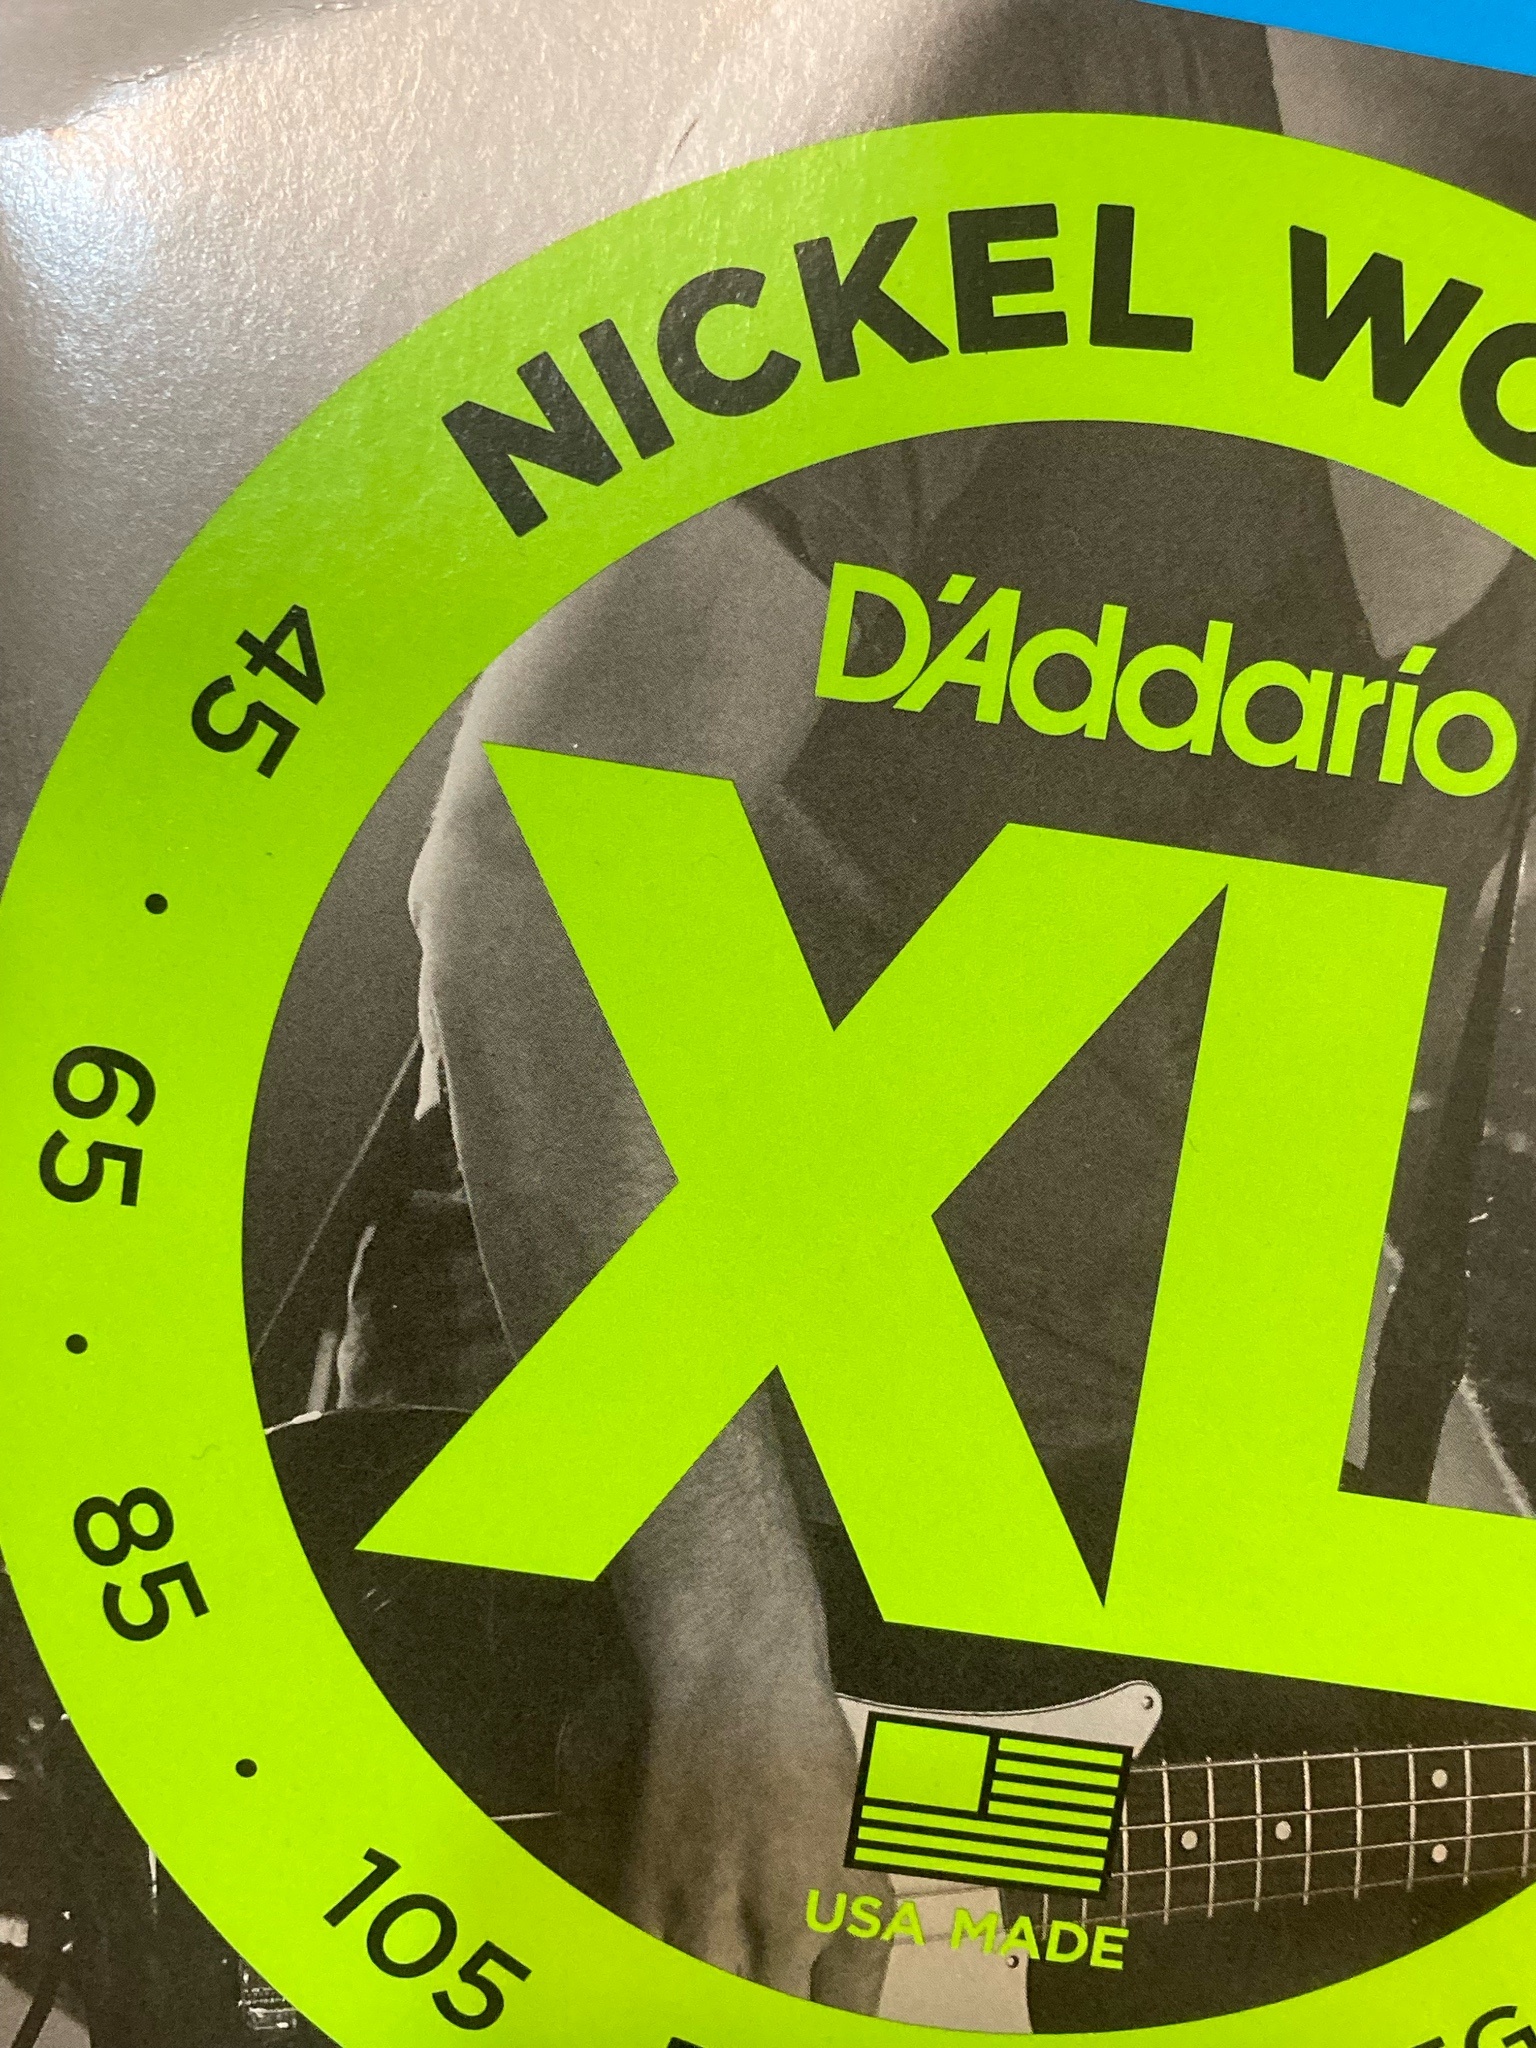 NICKEL WO
D'Addario
XL
45 · 65 · 85 · 105
USA MADE